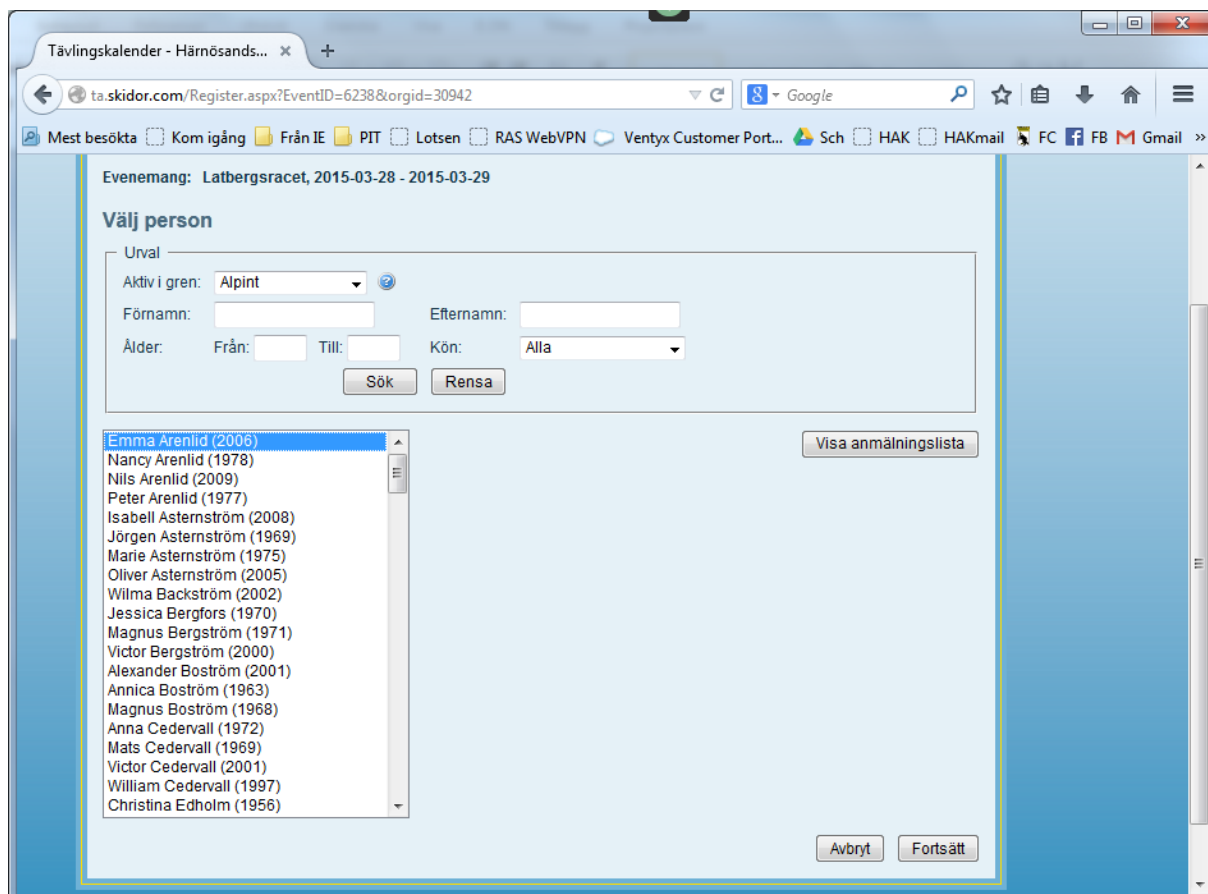 Tävlingskalender - Härnösands... × +
ta.skidor.com/Register.aspx?EventID=6238&orgid=30942 8 Google
Mest besökta Kom igång Från IE PIT Lotsen RAS WebVPN Ventyx Customer Port... Sch HAK HAKmail FC FB Gmail »
Evenemang: Latbergsracet, 2015-03-28 - 2015-03-29
Välj person
Urval
Aktiv i gren: Alpint ?
Förnamn: Efternamn:
Ålder: Från: Till: Kön: Alla
Sök Rensa
Visa anmälningslista
Emma Arenlid (2006)
Nancy Arenlid (1978)
Nils Arenlid (2009)
Peter Arenlid (1977)
Isabell Asternström (2008)
Jörgen Asternström (1969)
Marie Asternström (1975)
Oliver Asternström (2005)
Wilma Backström (2002)
Jessica Bergfors (1970)
Magnus Bergström (1971)
Victor Bergström (2000)
Alexander Boström (2001)
Annica Boström (1963)
Magnus Boström (1968)
Anna Cedervall (1972)
Mats Cedervall (1969)
Victor Cedervall (2001)
William Cedervall (1997)
Christina Edholm (1956)
Avbryt Fortsätt